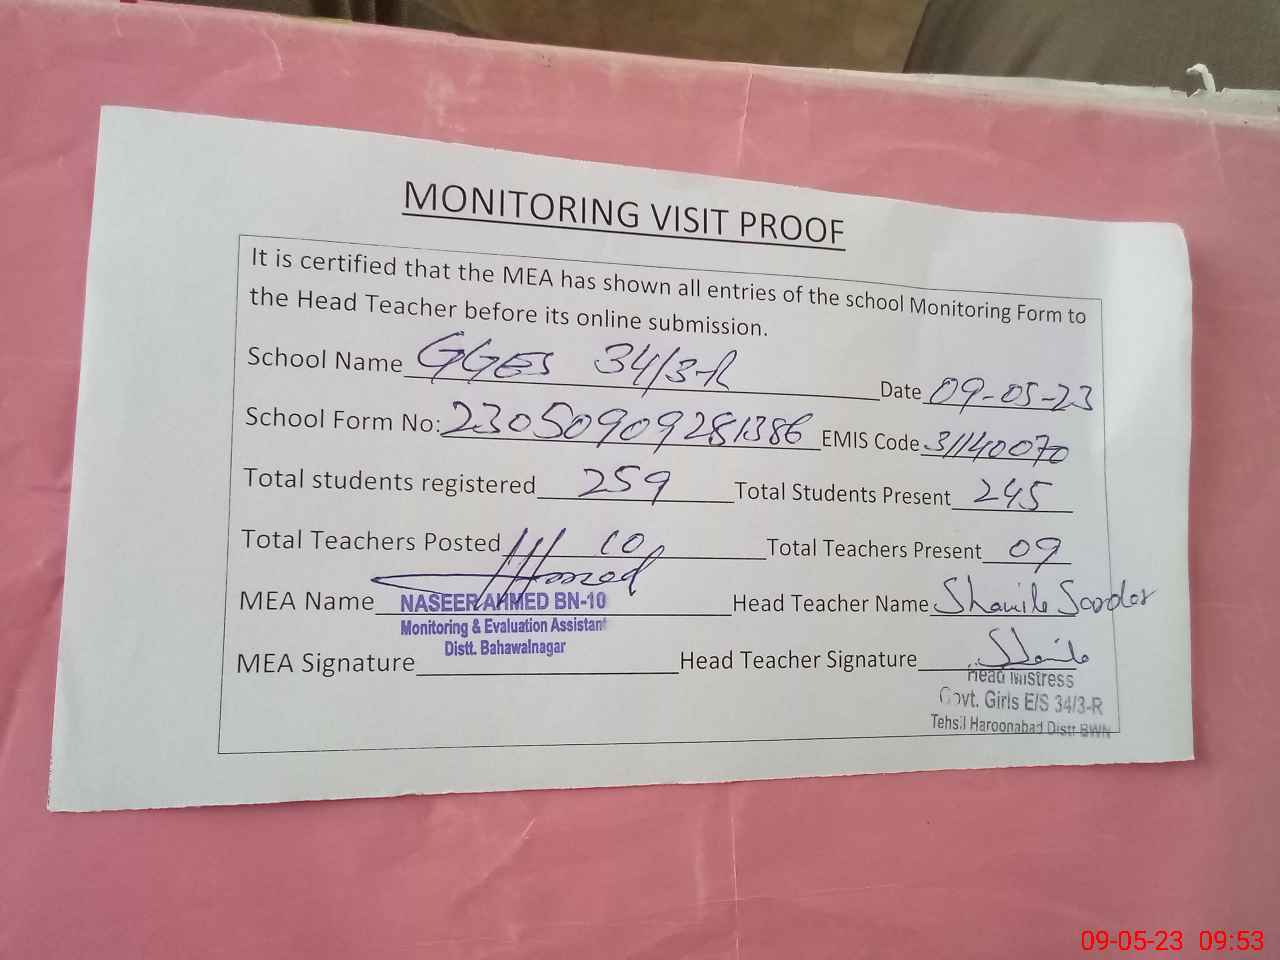 MONITORING VISIT PROOF
It is certified that the MEA has shown all entries of the school Monitoring Form to
the Head Teacher before its online submission.
School Name GGES 34/3-R Date 09-05-23
School Form No: 23050909281386 EMIS Code 31140070
Total students registered 259 Total Students Present 245
Total Teachers Posted 10 Total Teachers Present 09
MEA Name Head Teacher Name Shanila
NASEER AHMED BN-10
Monitoring & Evaluation Assistant
Distt. Bahawalnagar
MEA Signature Head Teacher Signature
Head Mistress
Govt. Girls E/S 34/3-R
Tehsil Haroonabad Distt BWN
09-05-23 09:53